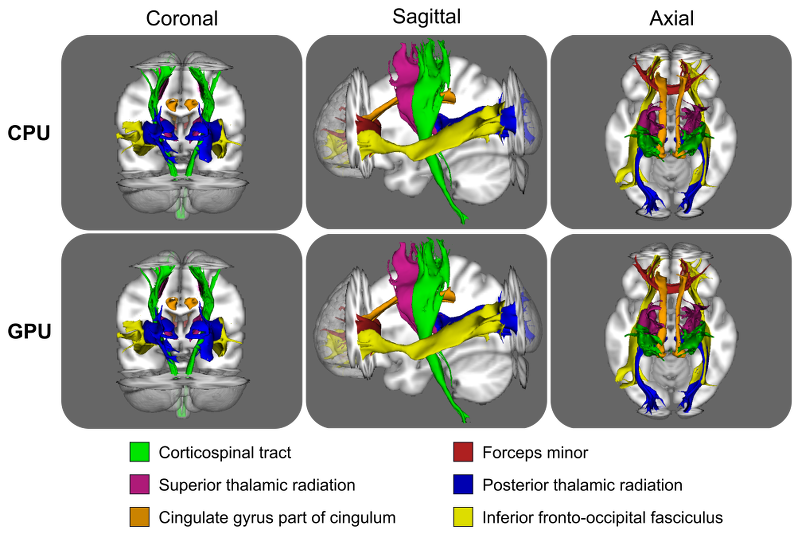 Coronal Sagittal Axial
CPU
GPU
Corticospinal tract Forceps minor
Superior thalamic radiation Posterior thalamic radiation
Cingulate gyrus part of cingulum Inferior fronto-occipital fasciculus